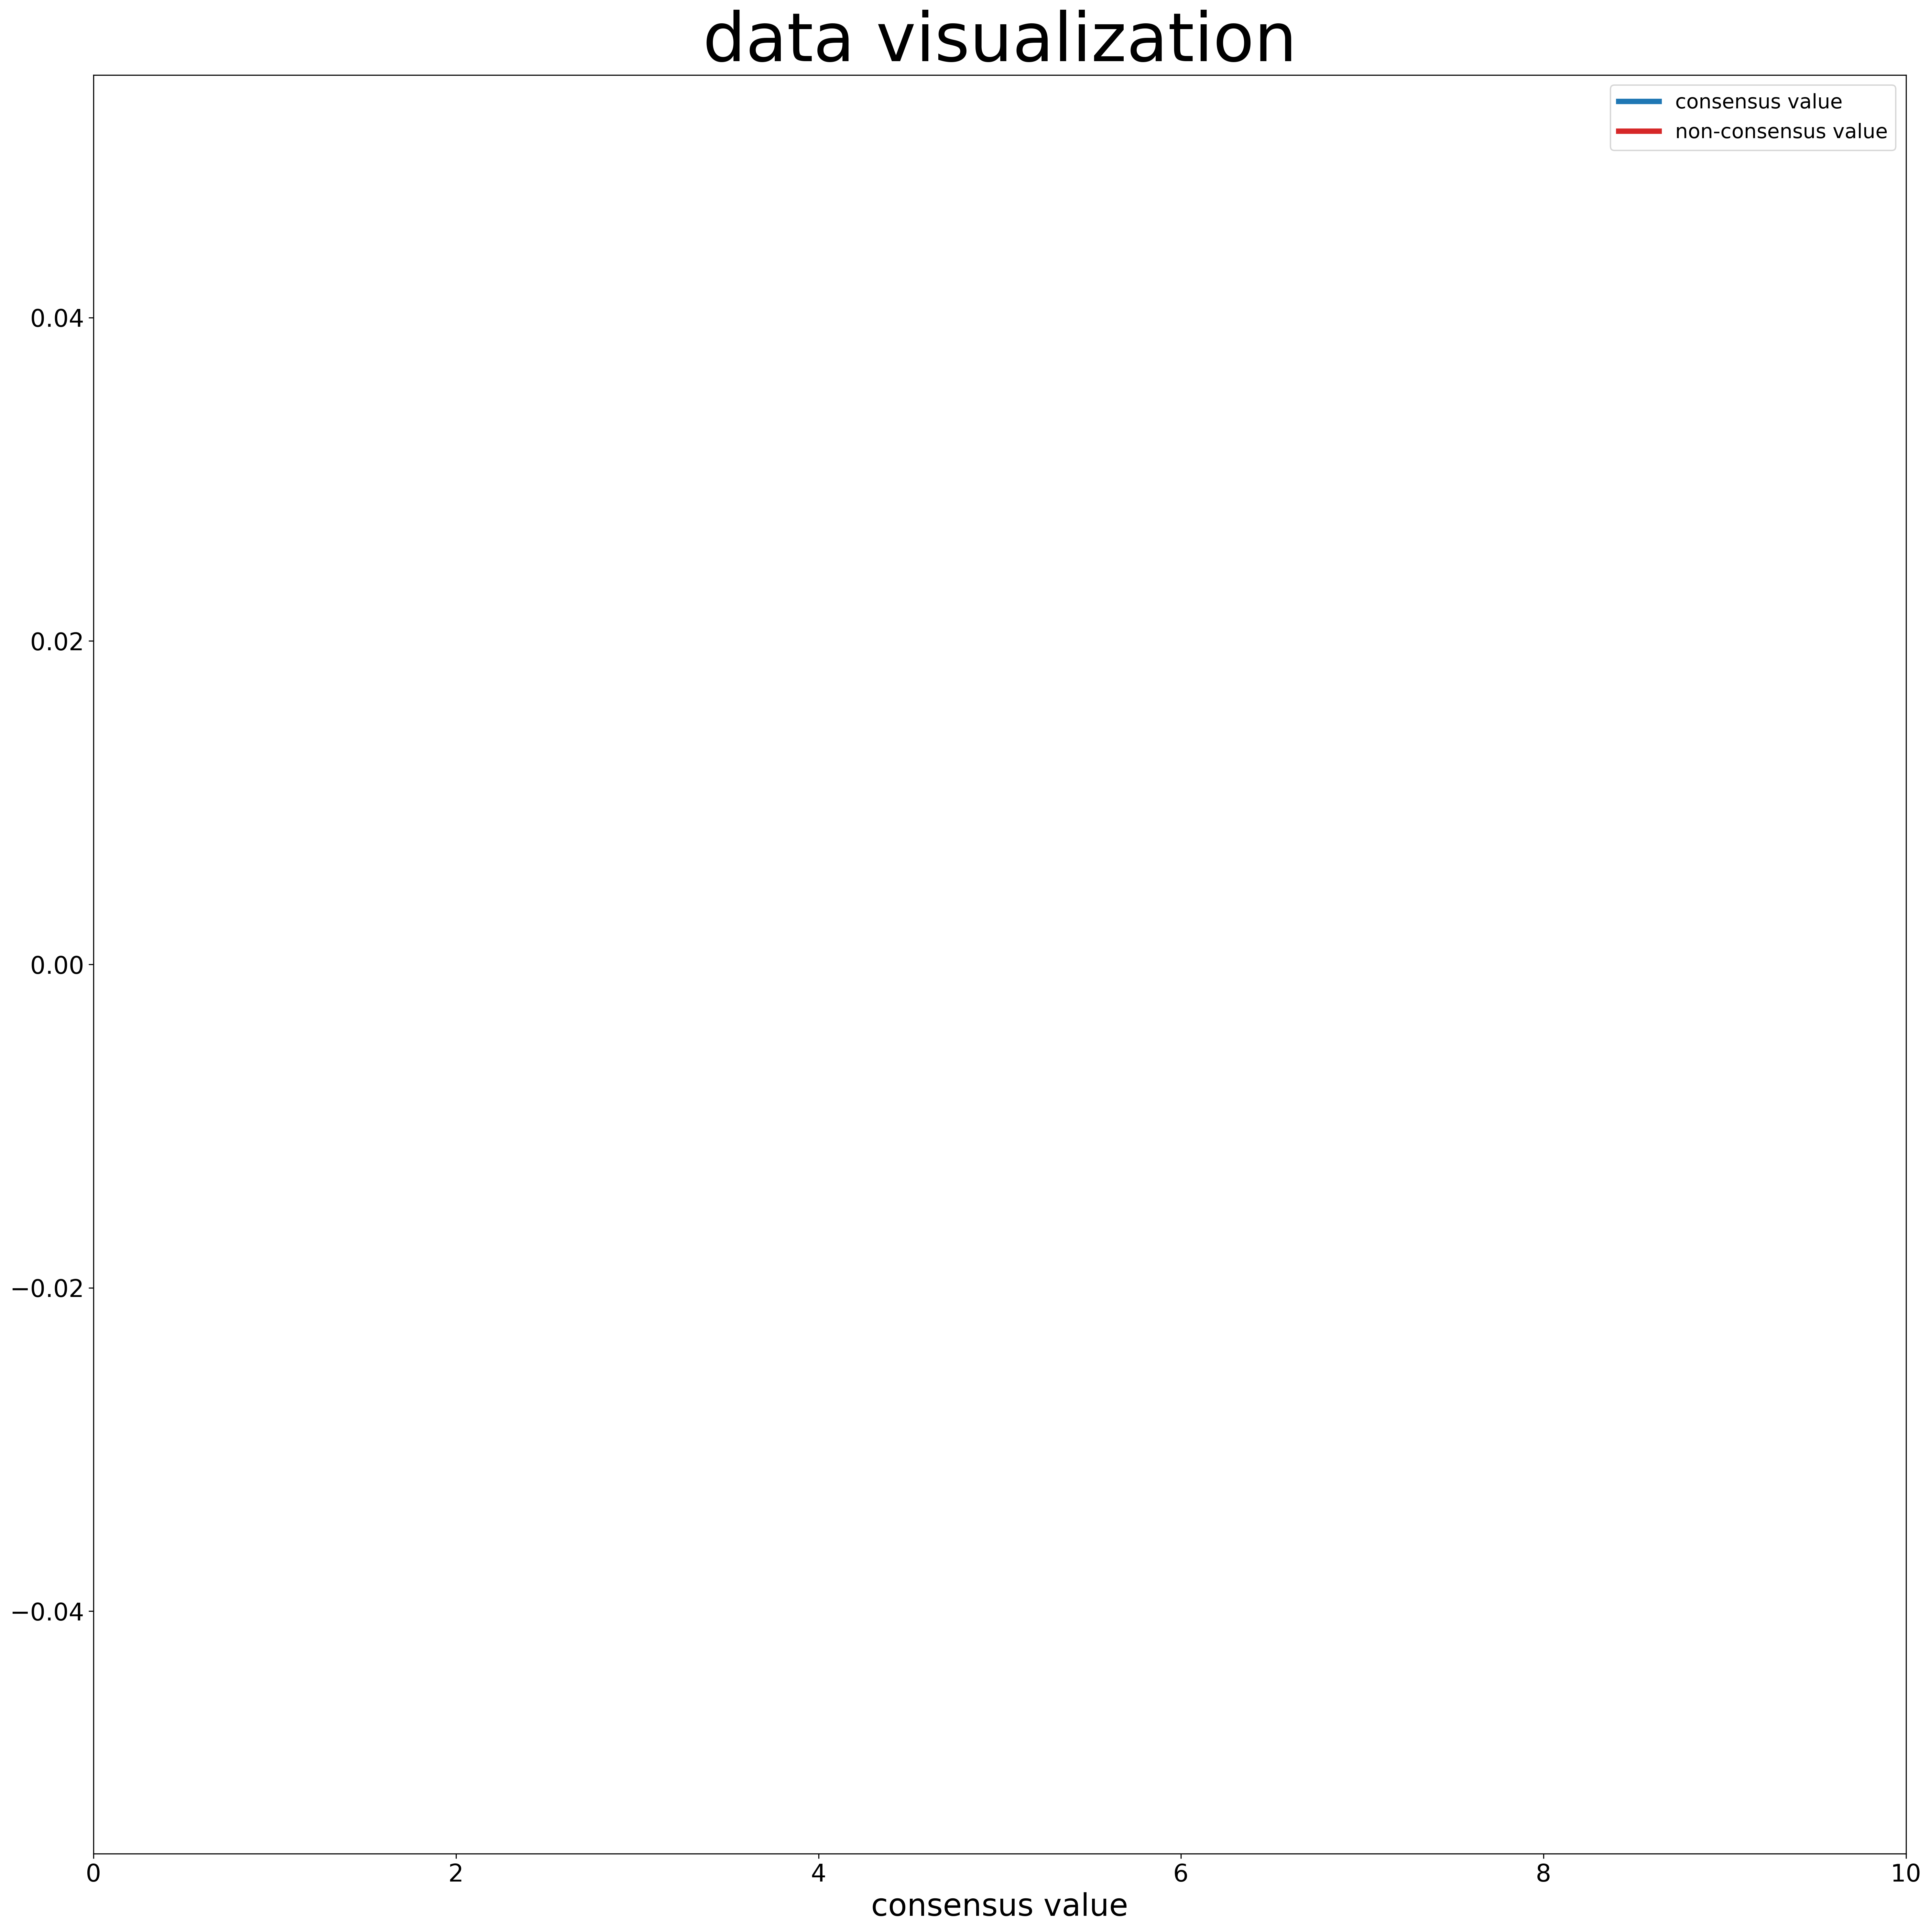 data visualization
consensus value
non-consensus value
0.04
0.02
0.00
−0.02
−0.04
0 2 4 6 8 10
consensus value